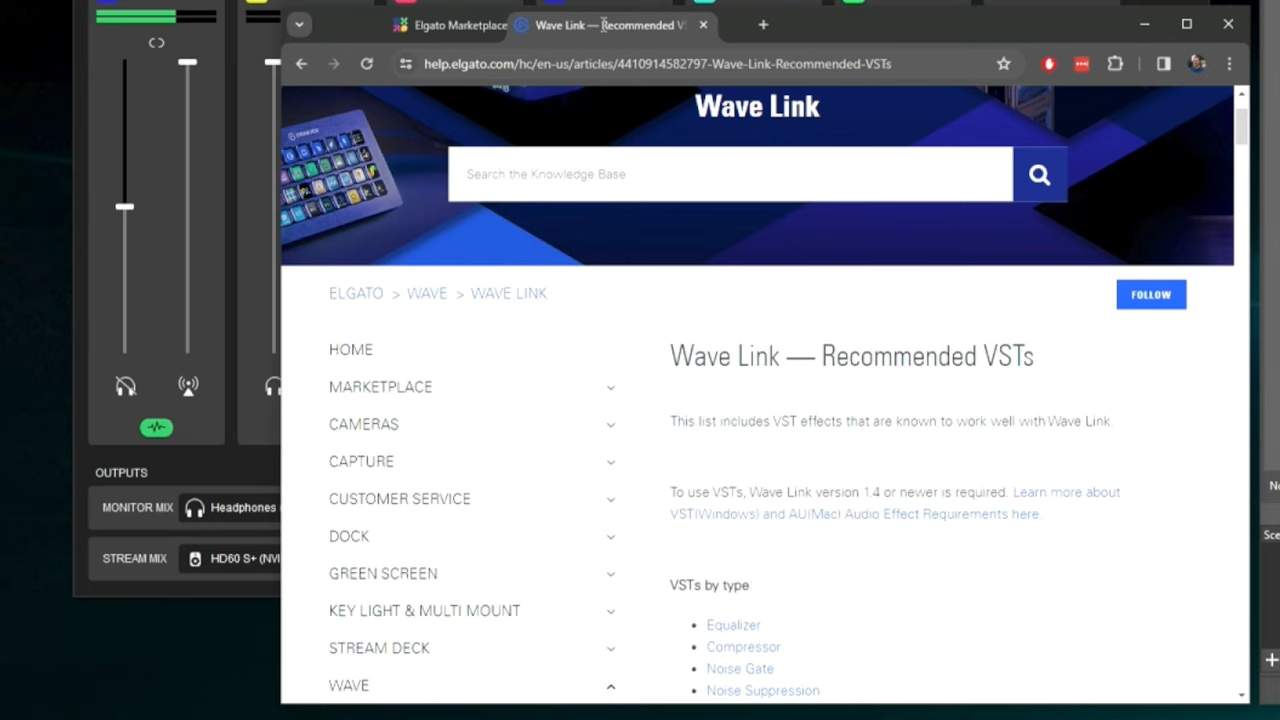 Elgato Marketplace
Wave Link — Recommended VS
help.elgato.com/hc/en-us/articles/4410914582797-Wave-Link-Recommended-VSTs
Wave Link
Search the Knowledge Base
ELGATO > WAVE > WAVE LINK
FOLLOW
HOME
MARKETPLACE
CAMERAS
CAPTURE
CUSTOMER SERVICE
DOCK
GREEN SCREEN
KEY LIGHT & MULTI MOUNT
STREAM DECK
WAVE
Wave Link — Recommended VSTs
This list includes VST effects that are known to work well with Wave Link.
To use VSTs, Wave Link version 1.4 or newer is required. Learn more about
VST(Windows) and AU(Mac) Audio Effect Requirements here.
VSTs by type
• Equalizer
• Compressor
• Noise Gate
• Noise Suppression
OUTPUTS
MONITOR MIX Headphones (
STREAM MIX HD60 S+ (NVI